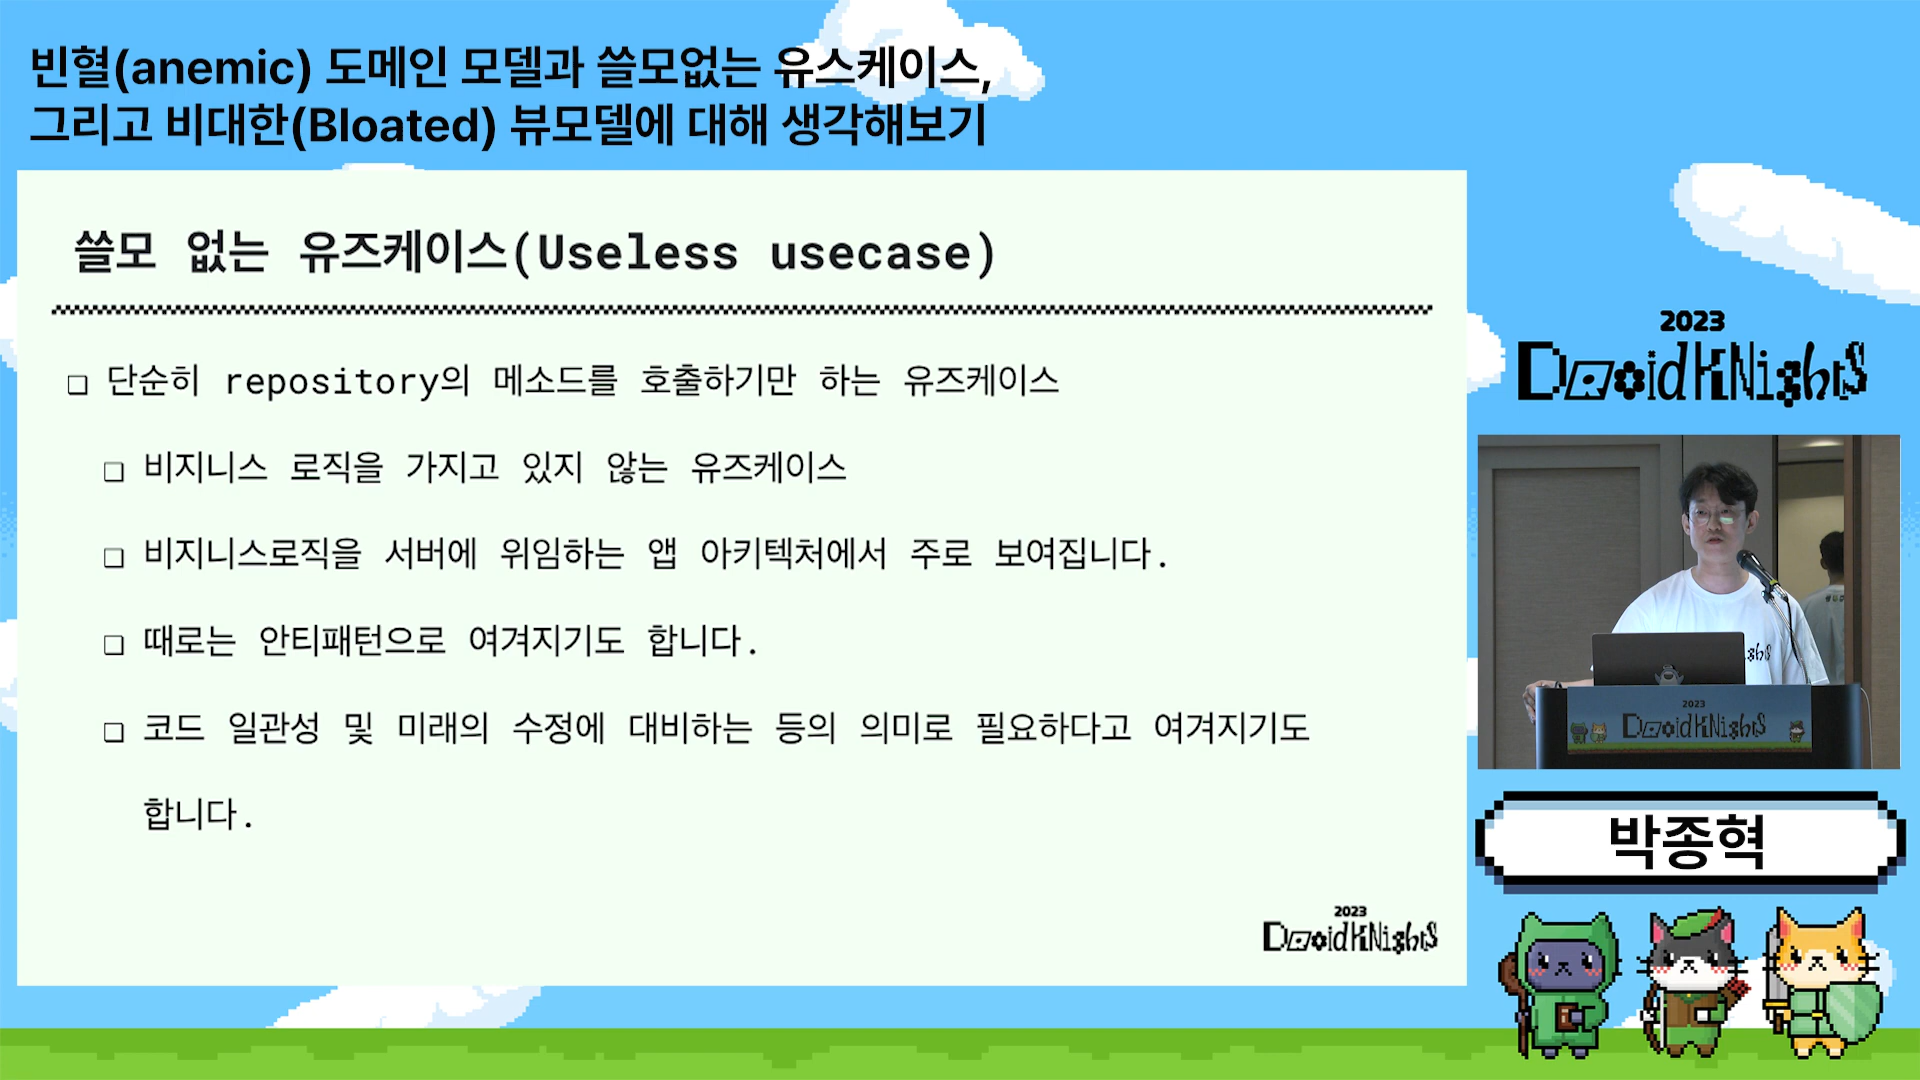 빈혈(anemic) 도메인 모델과 쓸모없는 유스케이스,
그리고 비대한(Bloated) 뷰모델에 대해 생각해보기
쓸모 없는 유즈케이스(Useless usecase)
❏ 단순히 repository의 메소드를 호출하기만 하는 유즈케이스
❏ 비지니스 로직을 가지고 있지 않는 유즈케이스
❏ 비지니스로직을 서버에 위임하는 앱 아키텍처에서 주로 보여집니다.
❏ 때로는 안티패턴으로 여겨지기도 합니다.
❏ 코드 일관성 및 미래의 수정에 대비하는 등의 의미로 필요하다고 여겨지기도
합니다.
2023
DRoidKNights
2023
DRoidKNights
2023
DRoidKNights
박종혁